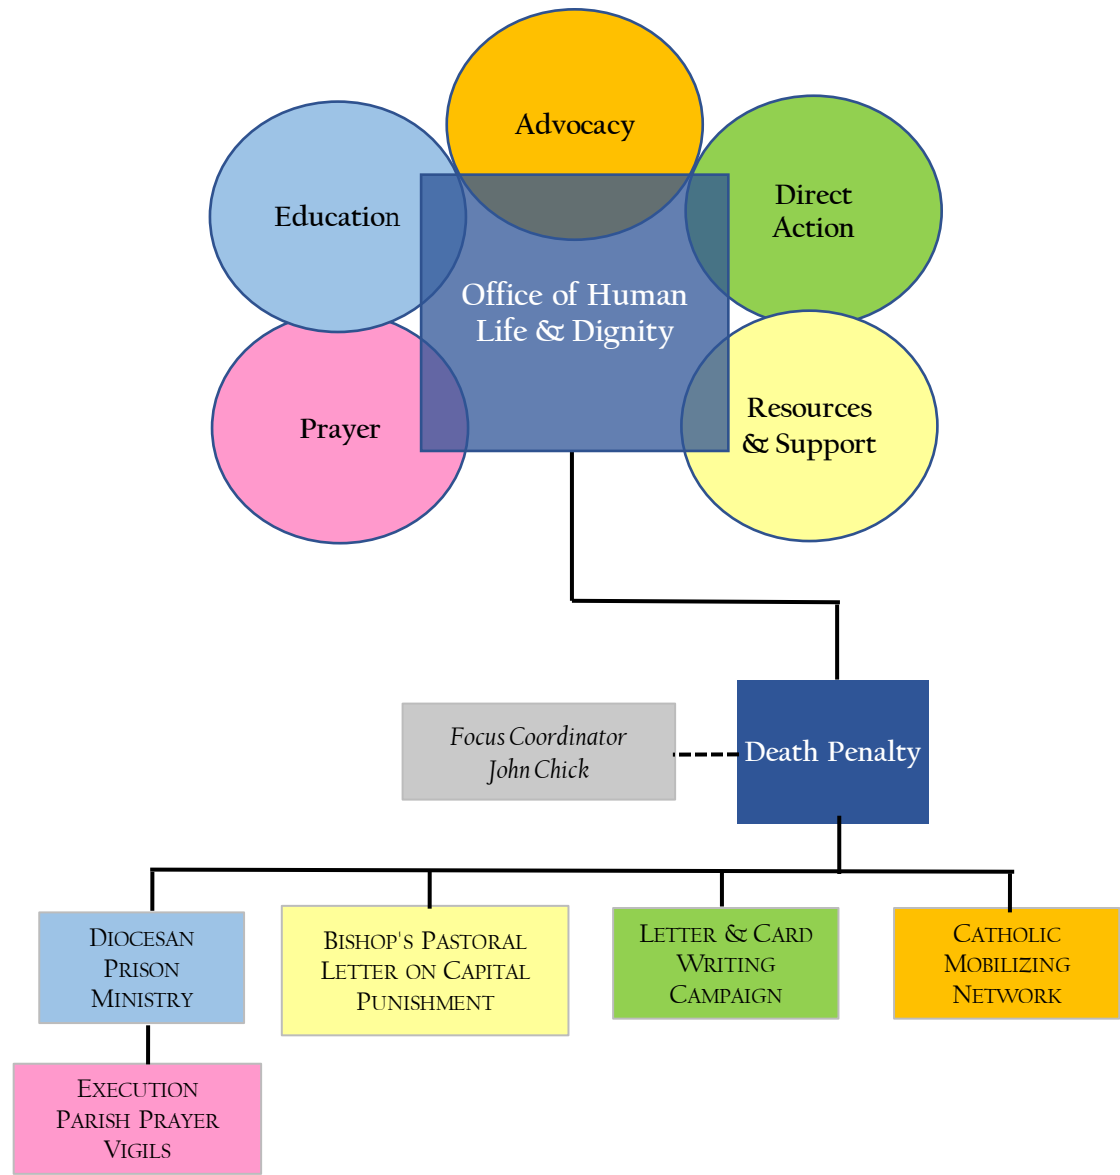 Advocacy
Education
Direct
Action
Office of Human
Life & Dignity
Prayer
Resources
& Support
Focus Coordinator
John Chick
Death Penalty
DIOCESAN
PRISON
MINISTRY
BISHOP'S PASTORAL
LETTER ON CAPITAL
PUNISHMENT
LETTER & CARD
WRITING
CAMPAIGN
CATHOLIC
MOBILIZING
NETWORK
EXECUTION
PARISH PRAYER
VIGILS